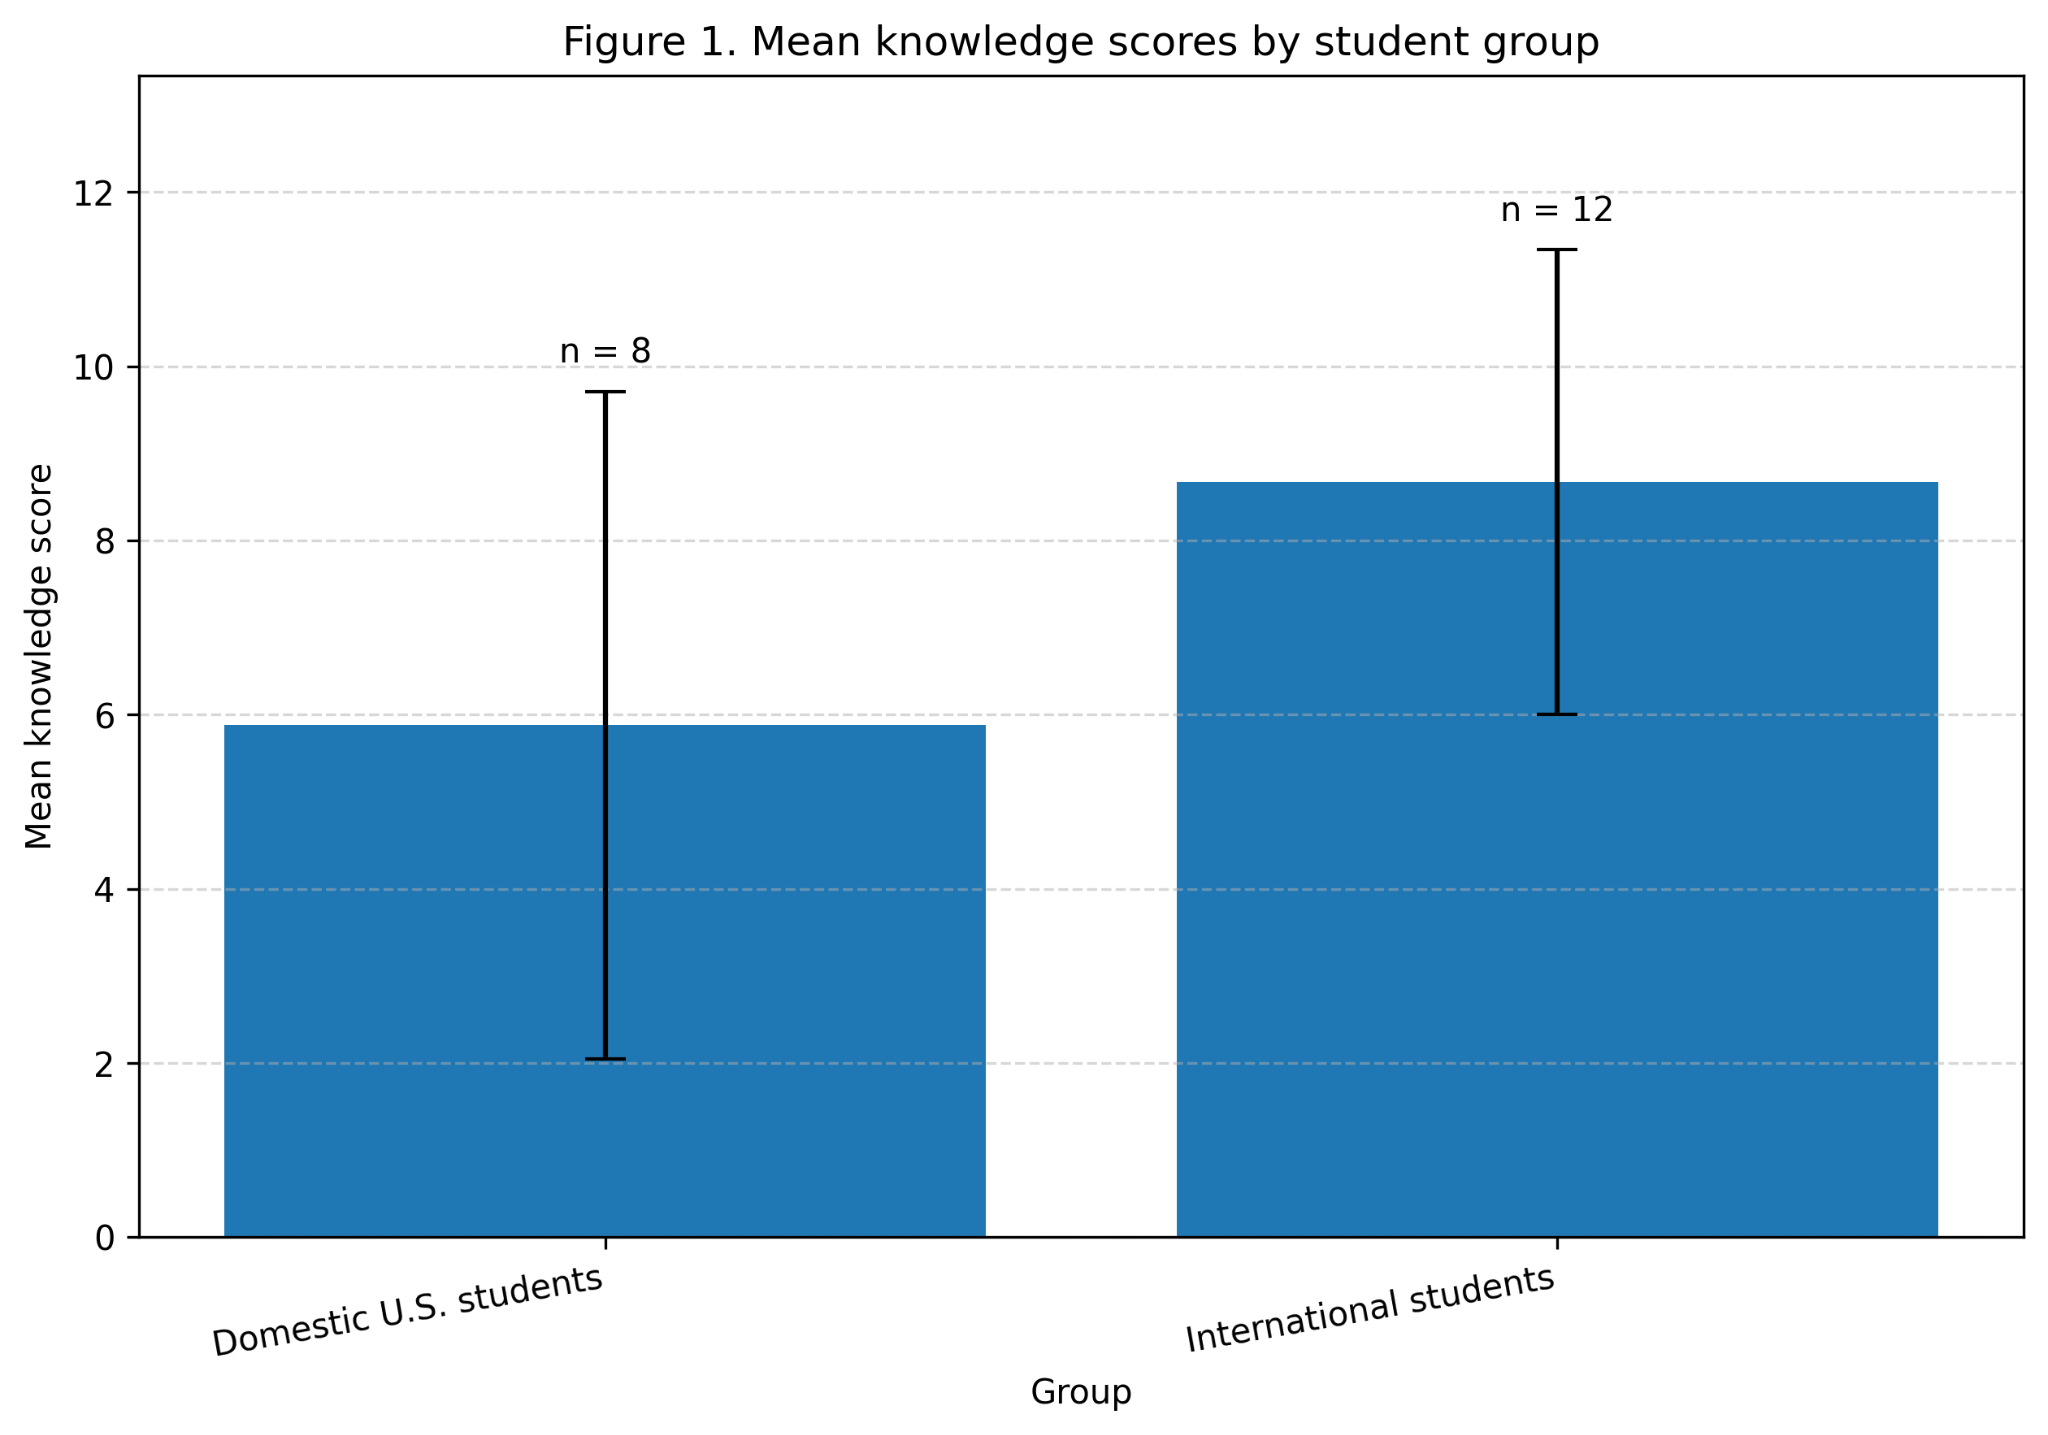 Figure 1. Mean knowledge scores by student group
Mean knowledge score
12
10
8
6
4
2
0
n = 8
n = 12
Domestic U.S. students
International students
Group